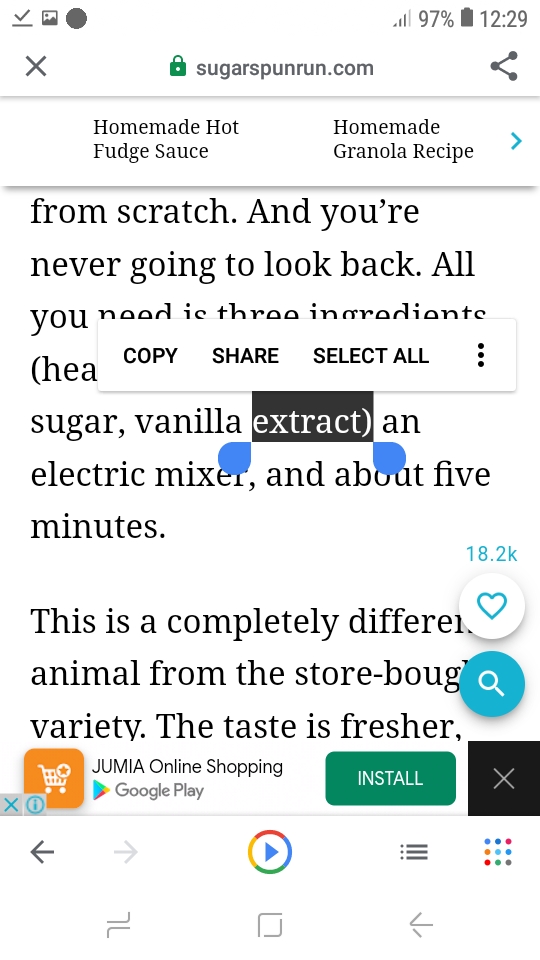 97% 12:29
sugarspunrun.com
Homemade Hot
Fudge Sauce
Homemade
Granola Recipe
from scratch. And you’re
never going to look back. All
you need is three ingredients
COPY SHARE SELECT ALL
(hea
sugar, vanilla extract) an
electric mixer, and about five
minutes.
18.2k
This is a completely differen
animal from the store-boug
variety. The taste is fresher,
JUMIA Online Shopping
Google Play
INSTALL